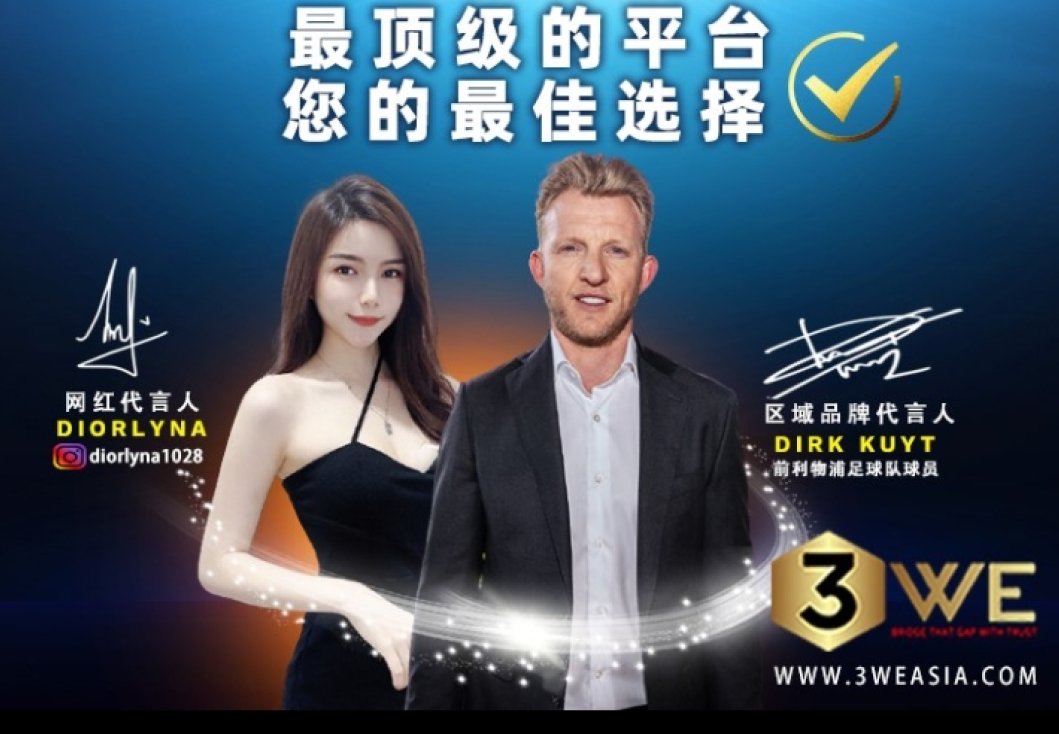 最顶级的平台
您的最佳选择
网红代言人
DIORLYNA
diorlyna1028
区域品牌代言人
DIRK KUYT
前利物浦足球队球员
3WE
BRIDGE THAT GAP WITH TRUST
WWW.3WEASIA.COM